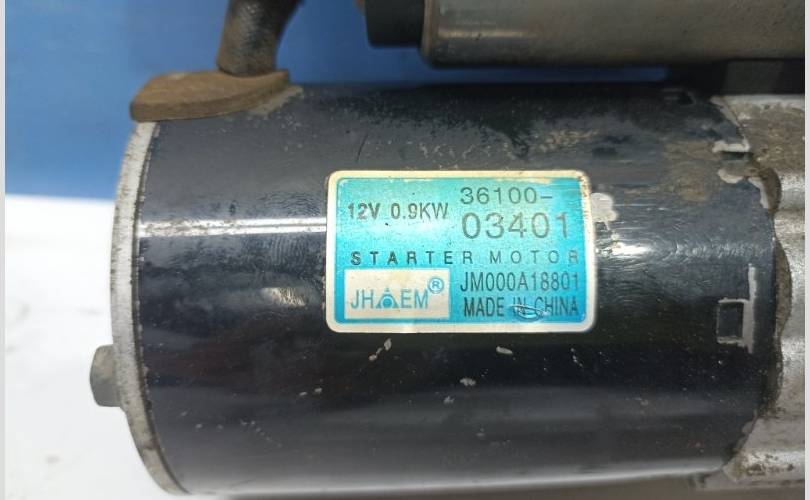 12V 0.9KW 36100-
03401
STARTER MOTOR
JHAEM® JM000A18801
MADE IN CHINA